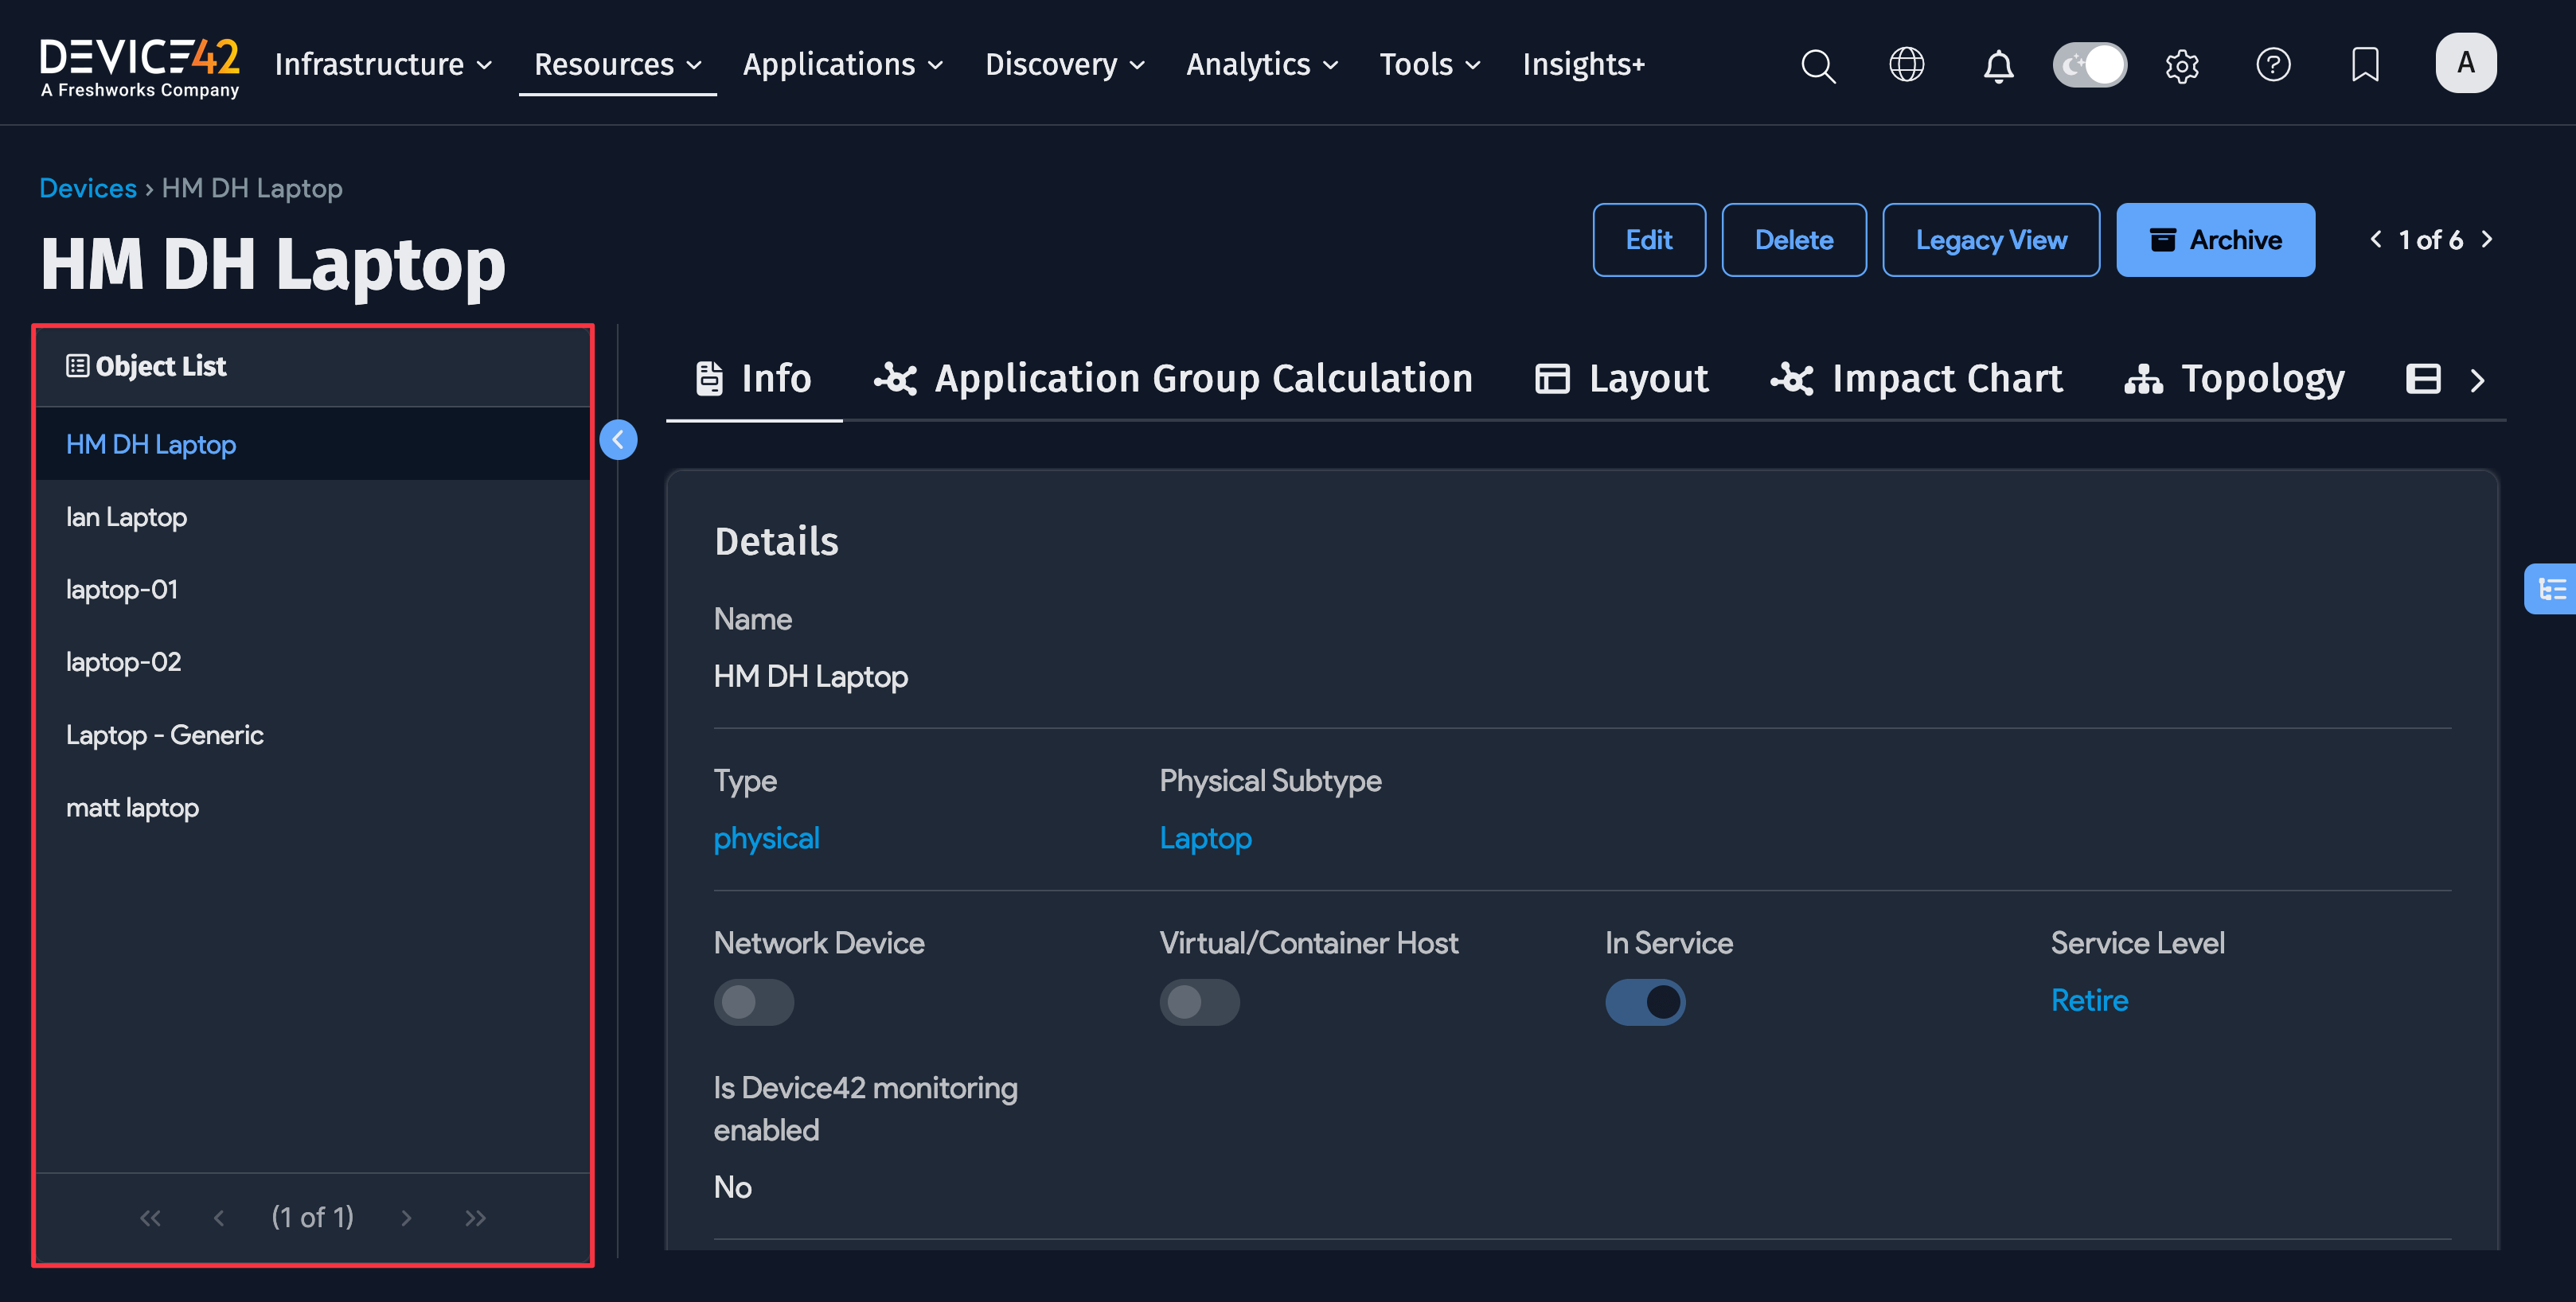 DEVICE42
A Freshworks Company
Infrastructure
Resources
Applications
Discovery
Analytics
Tools
Insights+
A
Devices › HM DH Laptop
HM DH Laptop
Edit
Delete
Legacy View
Archive
1 of 6
Object List
HM DH Laptop
Ian Laptop
laptop-01
laptop-02
Laptop - Generic
matt laptop
(1 of 1)
Info
Application Group Calculation
Layout
Impact Chart
Topology
Details
Name
HM DH Laptop
Type
physical
Physical Subtype
Laptop
Network Device
Virtual/Container Host
In Service
Service Level
Retire
Is Device42 monitoring
enabled
No